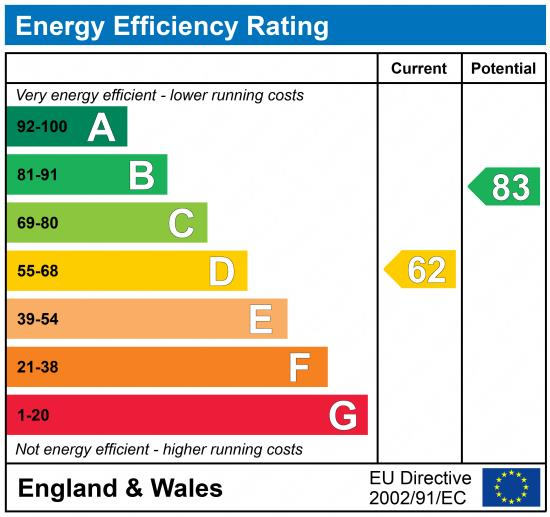 Energy Efficiency Rating
Current Potential
Very energy efficient - lower running costs
92-100 A
81-91 B
83
69-80 C
55-68 D
62
39-54 E
21-38 F
1-20 G
Not energy efficient - higher running costs
England & Wales
EU Directive
2002/91/EC